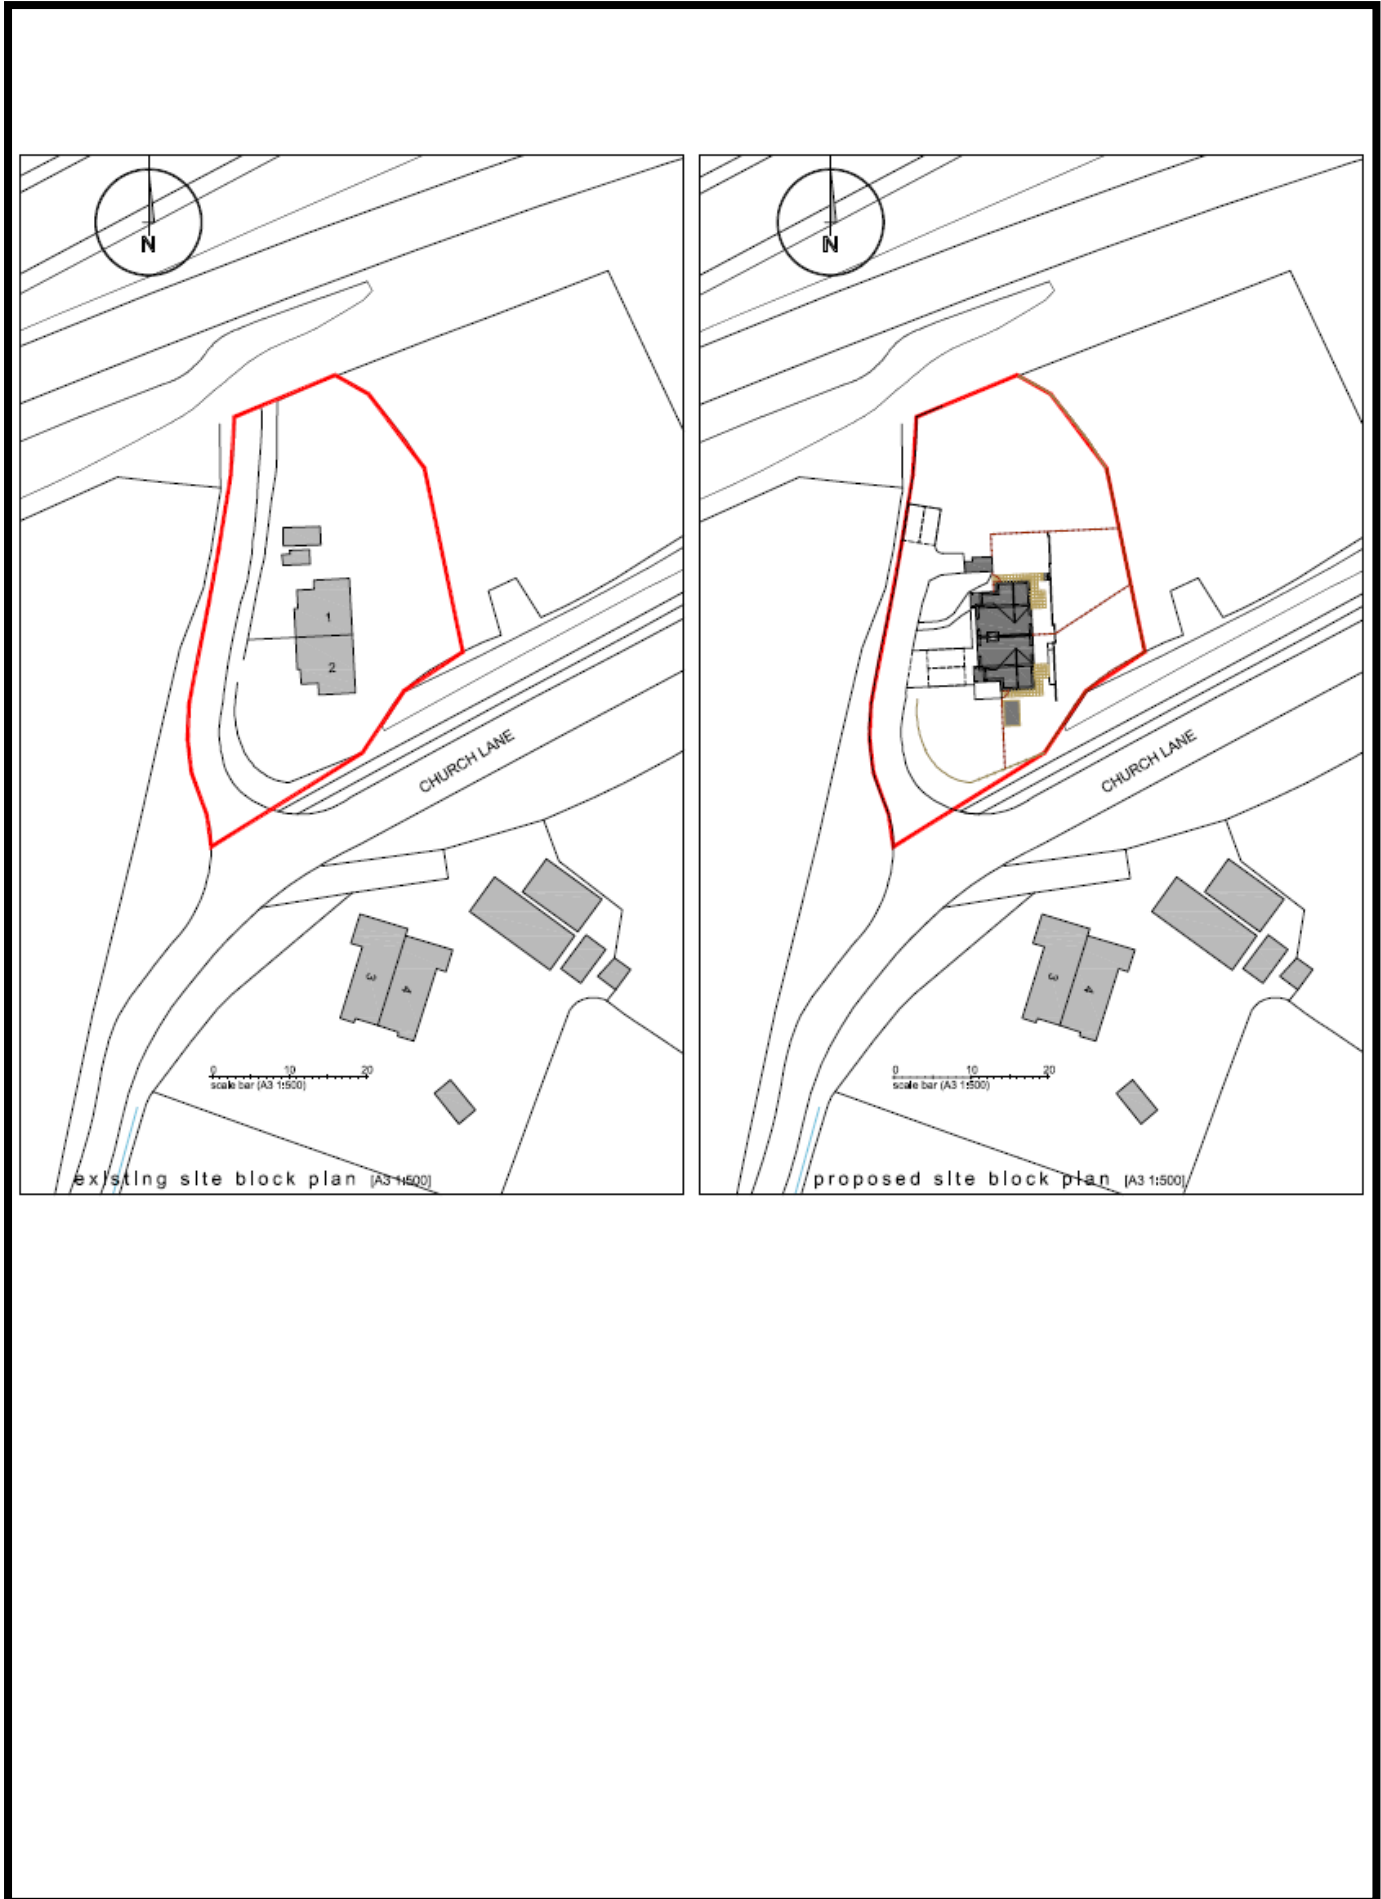 N
1
2
CHURCH LANE
3
4
0 10 20
scale bar (A3 1:500)
existing site block plan [A3 1:500]
N
CHURCH LANE
3
4
0 10 20
scale bar (A3 1:500)
proposed site block plan [A3 1:500]